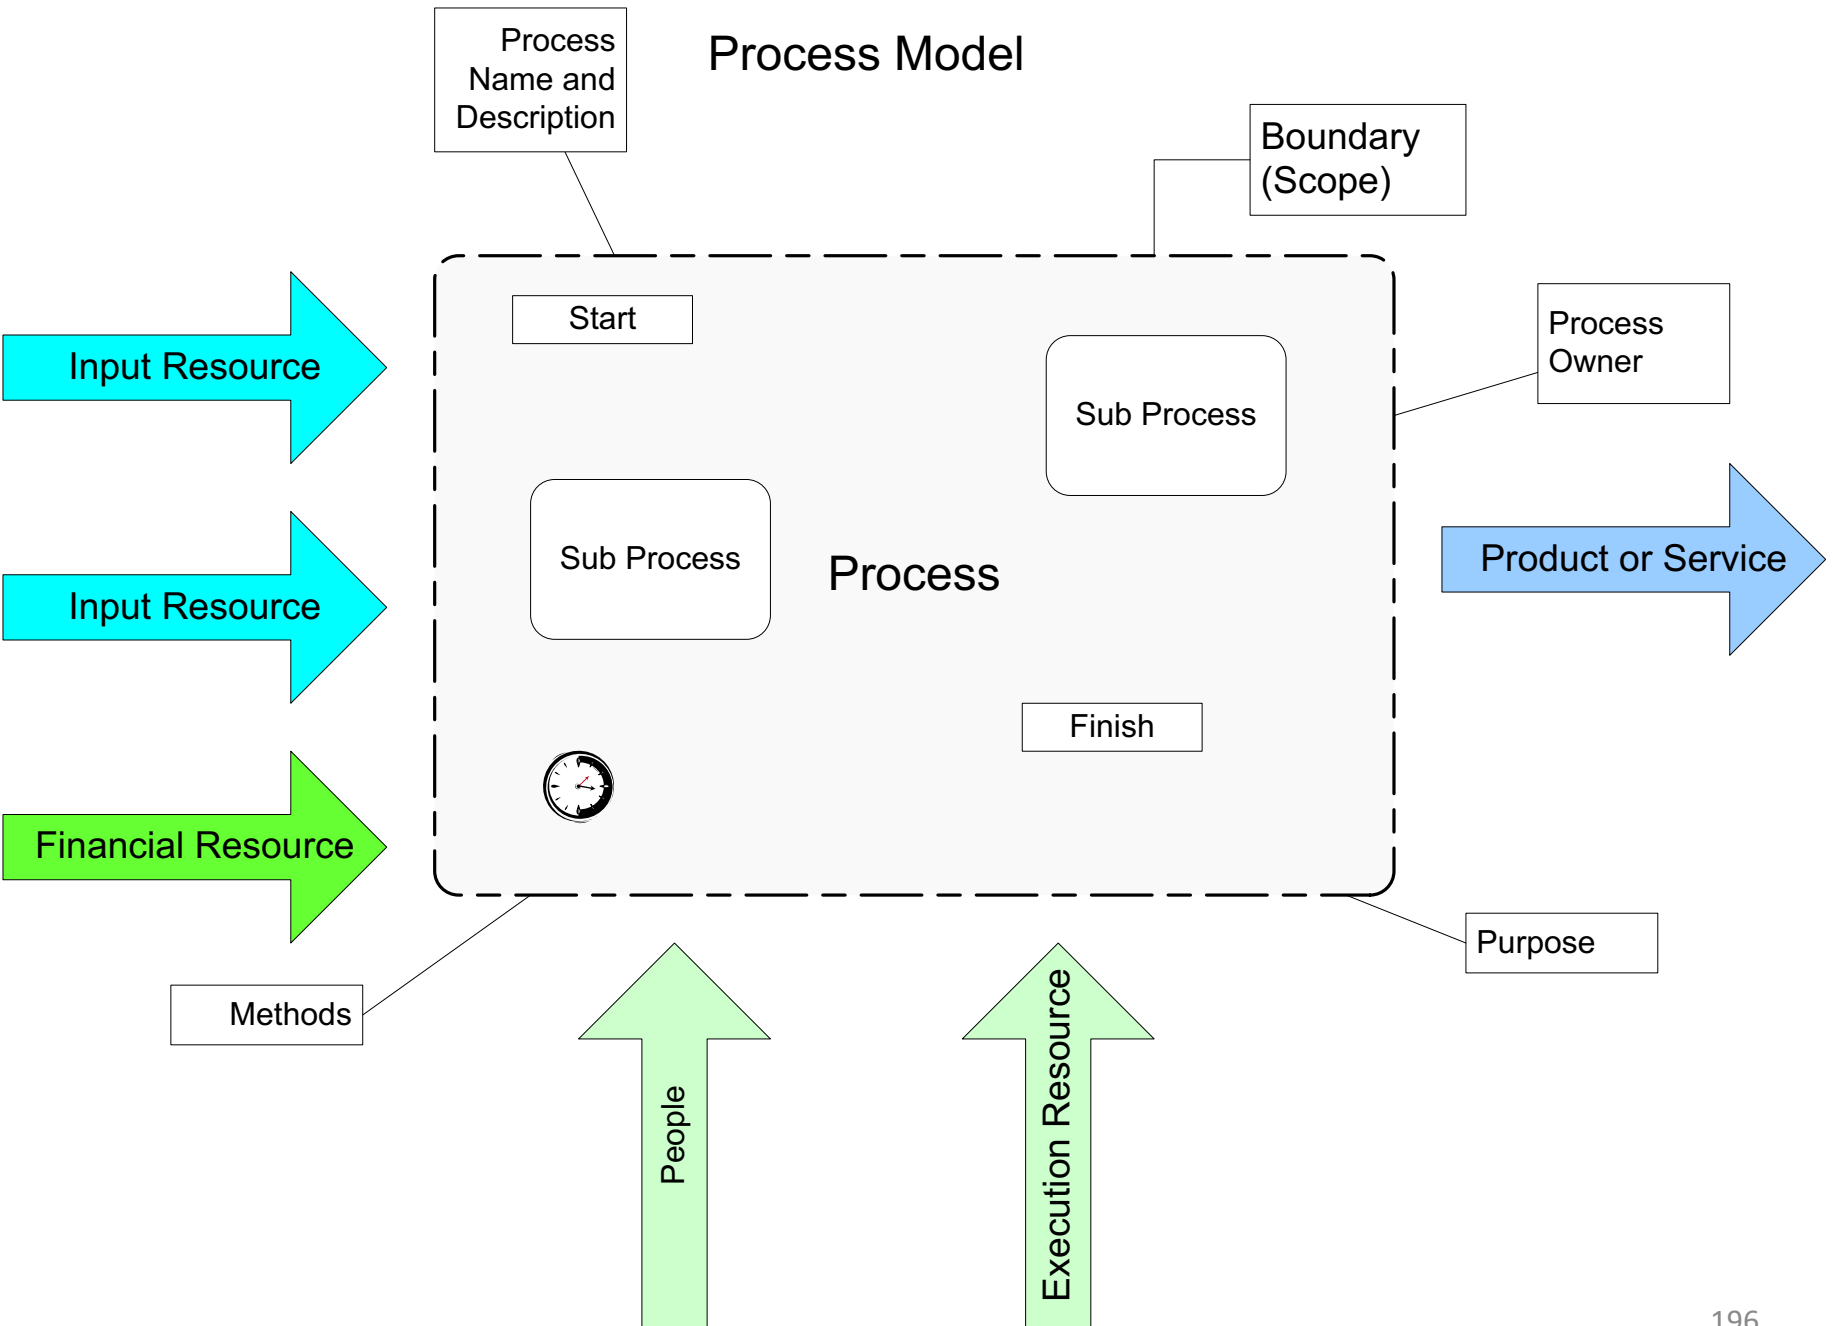 Process
Name and
Description
Process Model
Boundary
(Scope)
Start
Input Resource
Sub Process
Process
Owner
Input Resource
Sub Process
Process
Product or Service
Finish
Financial Resource
Methods
Purpose
People
Execution Resource
196